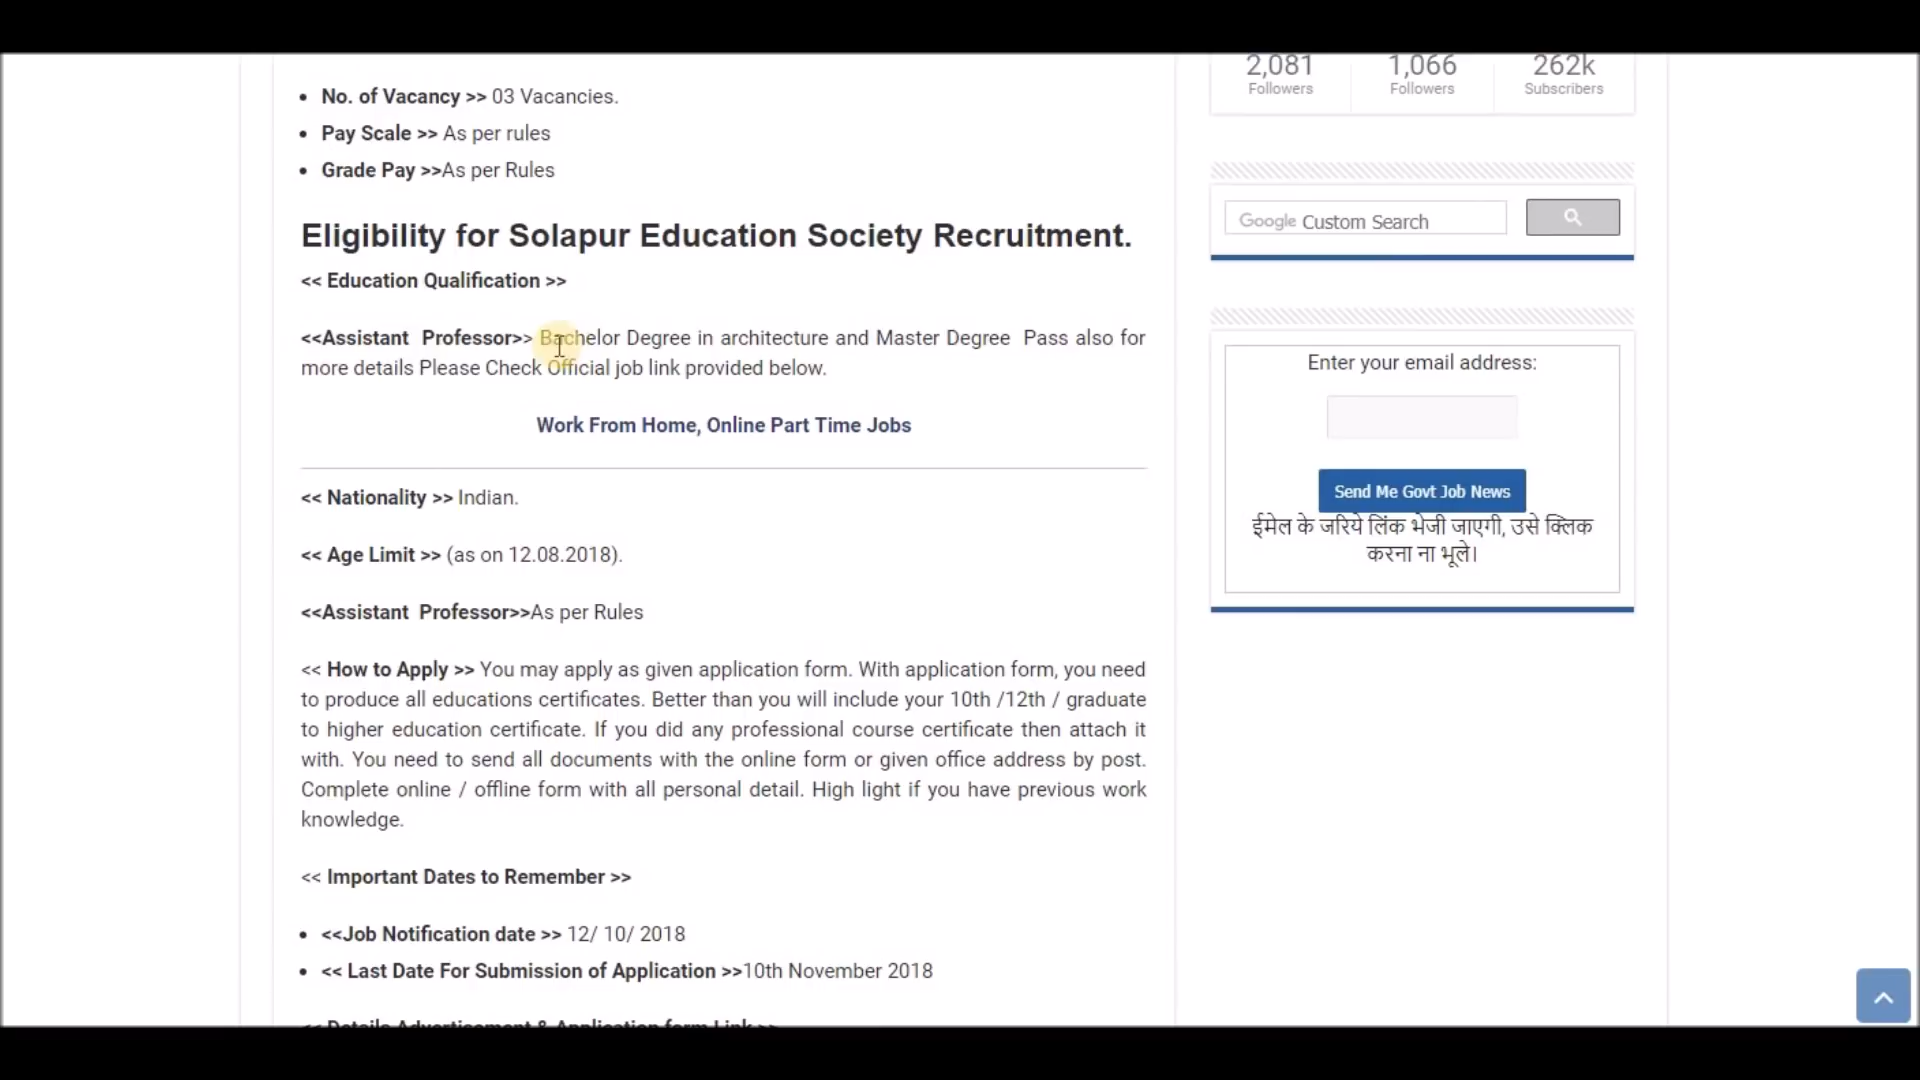 No. of Vacancy >> 03 Vacancies.
Pay Scale >> As per rules
Grade Pay >>As per Rules
Eligibility for Solapur Education Society Recruitment.
<< Education Qualification >>
<<Assistant Professor>> Bachelor Degree in architecture and Master Degree Pass also for
more details Please Check Official job link provided below.
Work From Home, Online Part Time Jobs
<< Nationality >> Indian.
<< Age Limit >> (as on 12.08.2018).
<<Assistant Professor>>As per Rules
<< How to Apply >> You may apply as given application form. With application form, you need
to produce all educations certificates. Better than you will include your 10th /12th / graduate
to higher education certificate. If you did any professional course certificate then attach it
with. You need to send all documents with the online form or given office address by post.
Complete online / offline form with all personal detail. High light if you have previous work
knowledge.
<< Important Dates to Remember >>
<<Job Notification date >> 12/ 10/ 2018
<< Last Date For Submission of Application >>10th November 2018
<< Details Advertisement & Application form Link >>
2,081 1,066 262k
Followers Followers Subscribers
Google Custom Search
Enter your email address:
Send Me Govt Job News
ईमेल के जरिये लिंक भेजी जाएगी, उसे क्लिक
करना ना भूले।